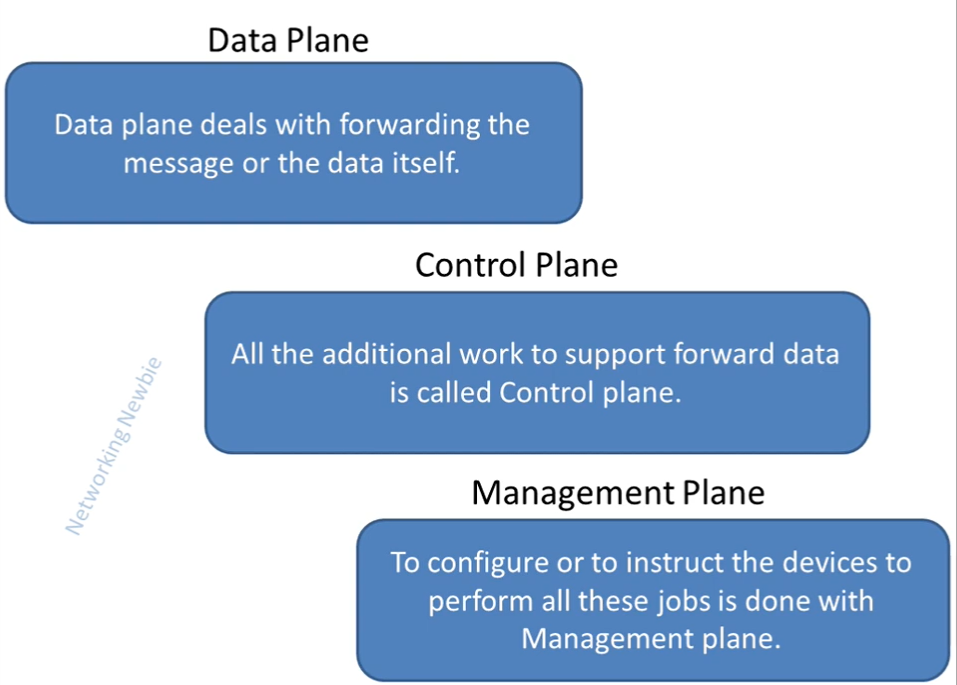 Data Plane
Data plane deals with forwarding the
message or the data itself.
Control Plane
All the additional work to support forward data
is called Control plane.
Networking Newbie
Management Plane
To configure or to instruct the devices to
perform all these jobs is done with
Management plane.